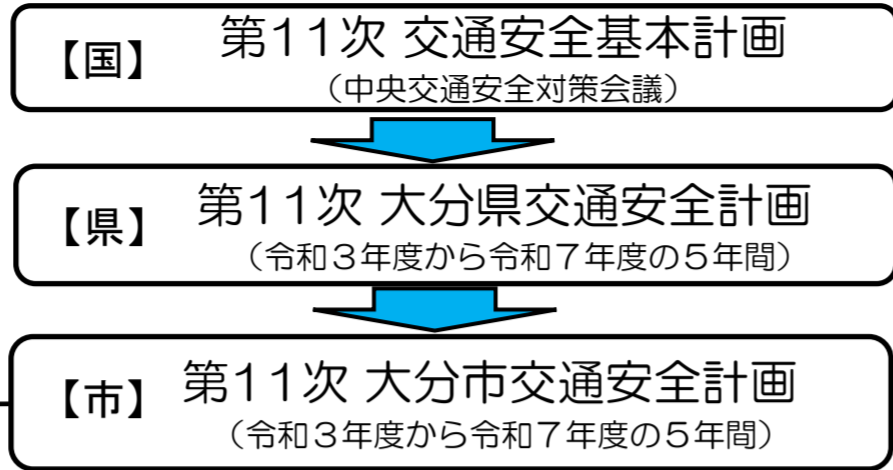 【国】 第11次 交通安全基本計画
（中央交通安全対策会議）
【県】 第11次 大分県交通安全計画
（令和３年度から令和７年度の５年間）
【市】 第11次 大分市交通安全計画
（令和３年度から令和７年度の５年間）